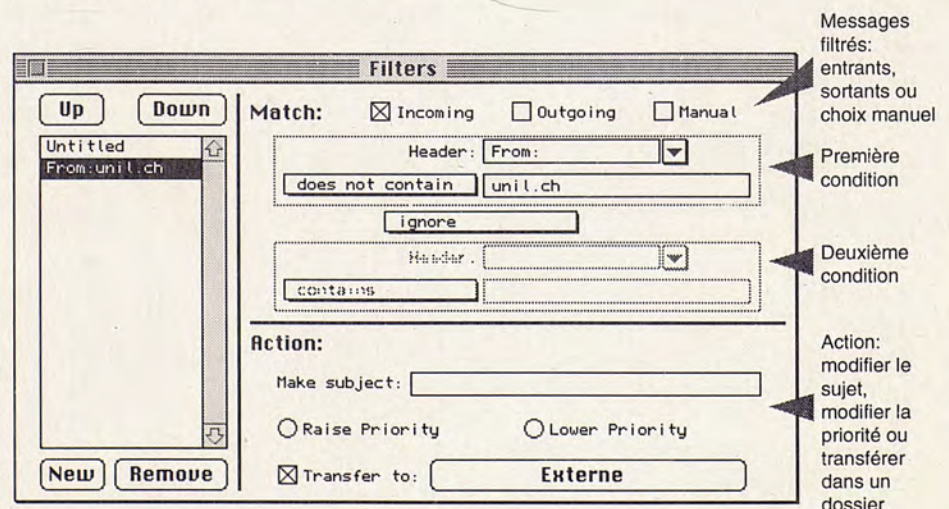 Filters
Up Down
Untitled
From:unil.ch
New Remove
Match: Incoming Outgoing Manual
Header: From:
does not contain unil.ch
ignore
Header:
contains
Action:
Make subject:
Raise Priority Lower Priority
Transfer to: Externe
Messages
filtrés:
entrants,
sortants ou
choix manuel
Première
condition
Deuxième
condition
Action:
modifier le
sujet,
modifier la
priorité ou
transférer
dans un
dossier